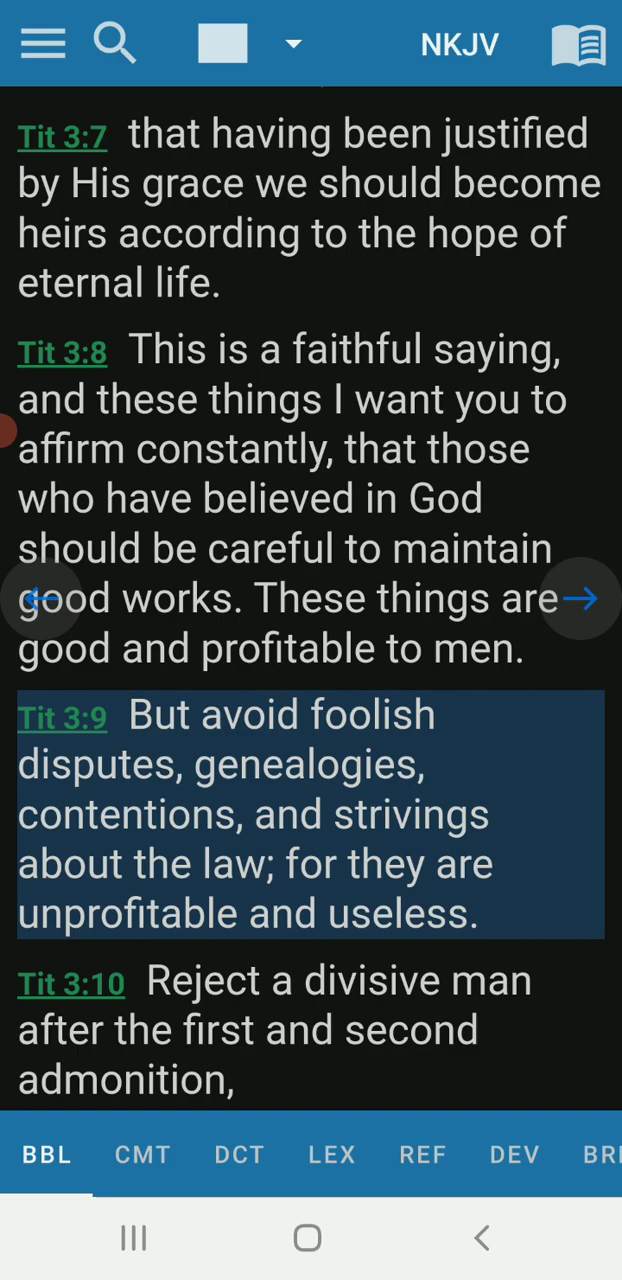 NKJV
Tit 3:7 that having been justified
by His grace we should become
heirs according to the hope of
eternal life.
Tit 3:8 This is a faithful saying,
and these things I want you to
affirm constantly, that those
who have believed in God
should be careful to maintain
good works. These things are
good and profitable to men.
Tit 3:9 But avoid foolish
disputes, genealogies,
contentions, and strivings
about the law; for they are
unprofitable and useless.
Tit 3:10 Reject a divisive man
after the first and second
admonition,
BBL CMT DCT LEX REF DEV BRI